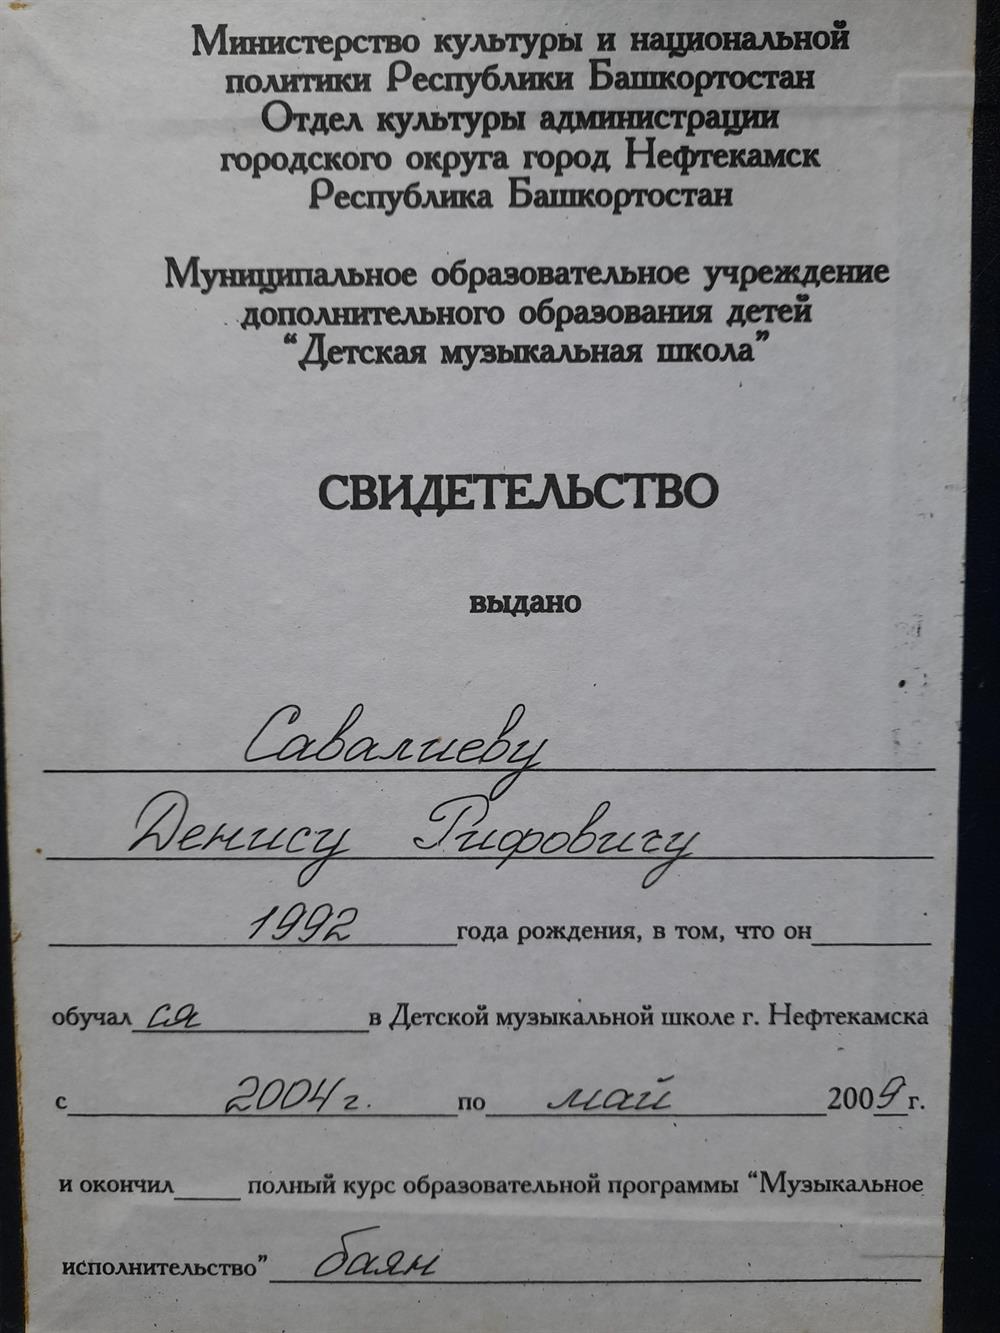 Министерство культуры и национальной
политики Республики Башкортостан
Отдел культуры администрации
городского округа город Нефтекамск
Республика Башкортостан
Муниципальное образовательное учреждение
дополнительного образования детей
“Детская музыкальная школа”
СВИДЕТЕЛЬСТВО
выдано
Савалиеву
Денису Рифовичу
1992 года рождения, в том, что он
обучался в Детской музыкальной школе г. Нефтекамска
с 2004 г. по май 2009 г.
и окончил полный курс образовательной программы “Музыкальное
исполнительство” баян